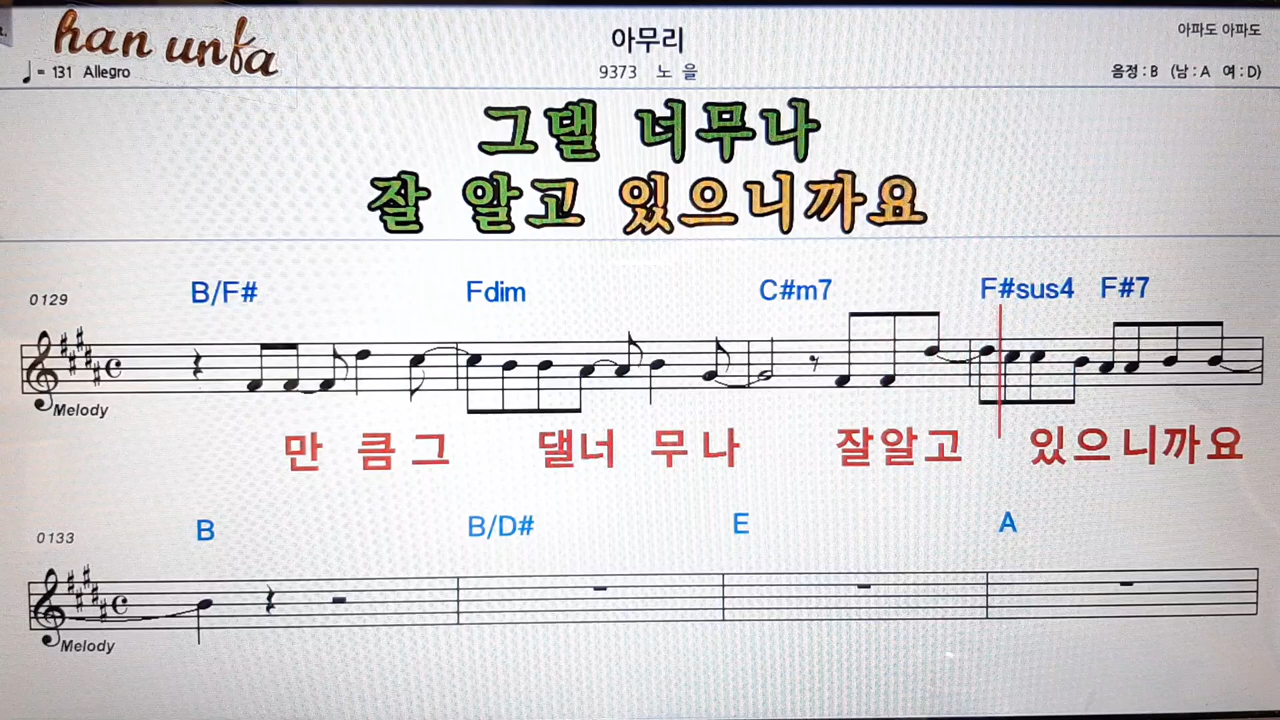 han unfa
아무리
아파도 아파도
♩= 131 Allegro
9373 노 을
음정 : B (남 : A 여 : D)
그댈 너무나
잘 알고 있으니까요
0129
B/F# Fdim C#m7 F#sus4 F#7
Melody
만 큼 그 댈 너 무 나 잘 알 고 있 으 니 까 요
0133
B B/D# E A
Melody